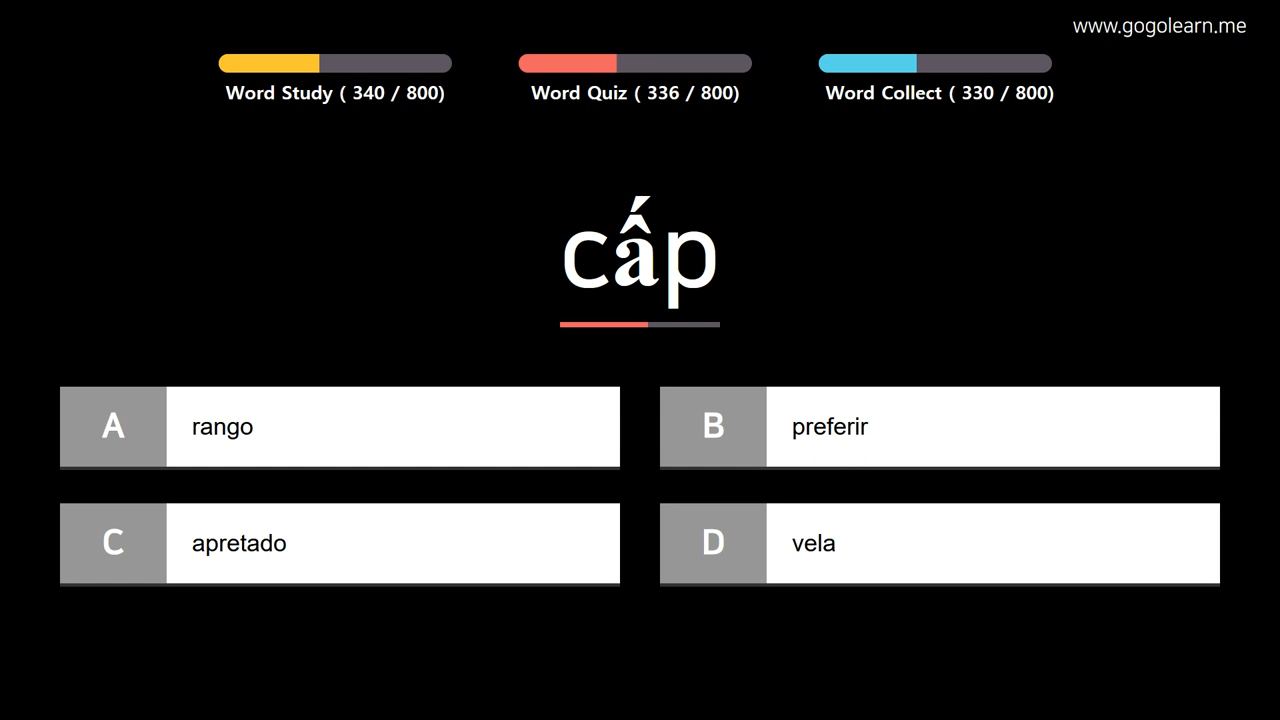 www.gogolearn.me
Word Study ( 340 / 800)
Word Quiz ( 336 / 800)
Word Collect ( 330 / 800)
cấp
A rango
B preferir
C apretado
D vela